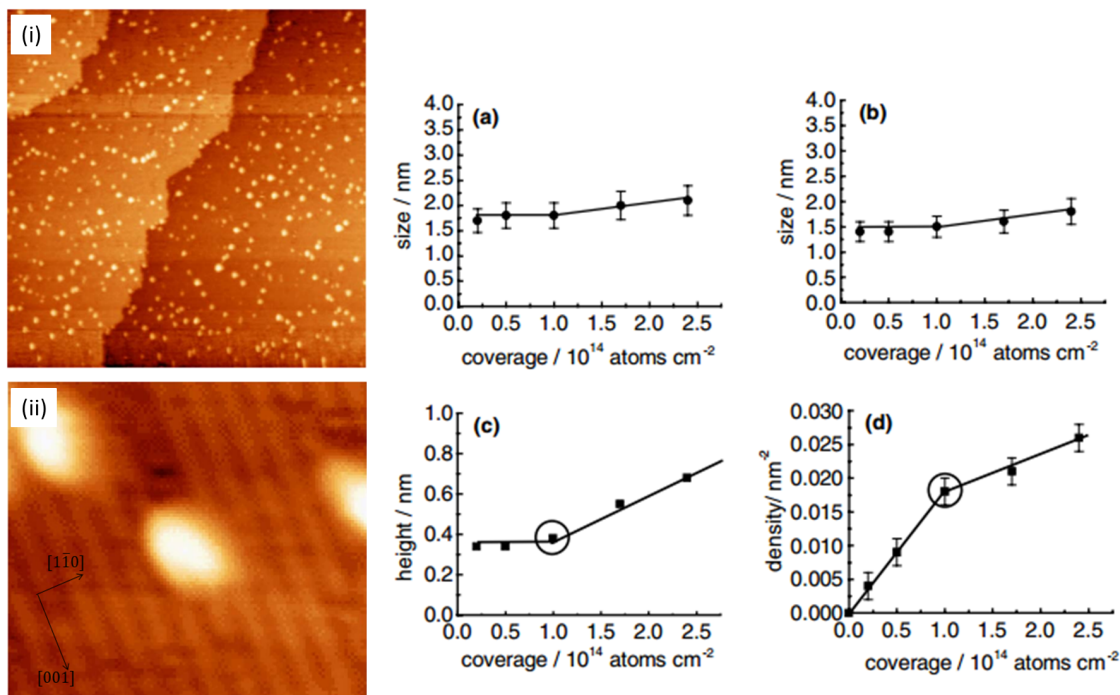 (i)
(ii)
[11̄0]
[001]
(a)
4.0
3.5
3.0
2.5
2.0
1.5
1.0
0.5
0.0
size / nm
0.0 0.5 1.0 1.5 2.0 2.5
coverage / 10¹⁴ atoms cm⁻²
(b)
4.0
3.5
3.0
2.5
2.0
1.5
1.0
0.5
0.0
size / nm
0.0 0.5 1.0 1.5 2.0 2.5
coverage / 10¹⁴ atoms cm⁻²
(c)
1.0
0.8
0.6
0.4
0.2
0.0
height / nm
0.0 0.5 1.0 1.5 2.0 2.5
coverage / 10¹⁴ atoms cm⁻²
(d)
0.030
0.025
0.020
0.015
0.010
0.005
0.000
density/ nm⁻²
0.0 0.5 1.0 1.5 2.0 2.5
coverage / 10¹⁴ atoms cm⁻²